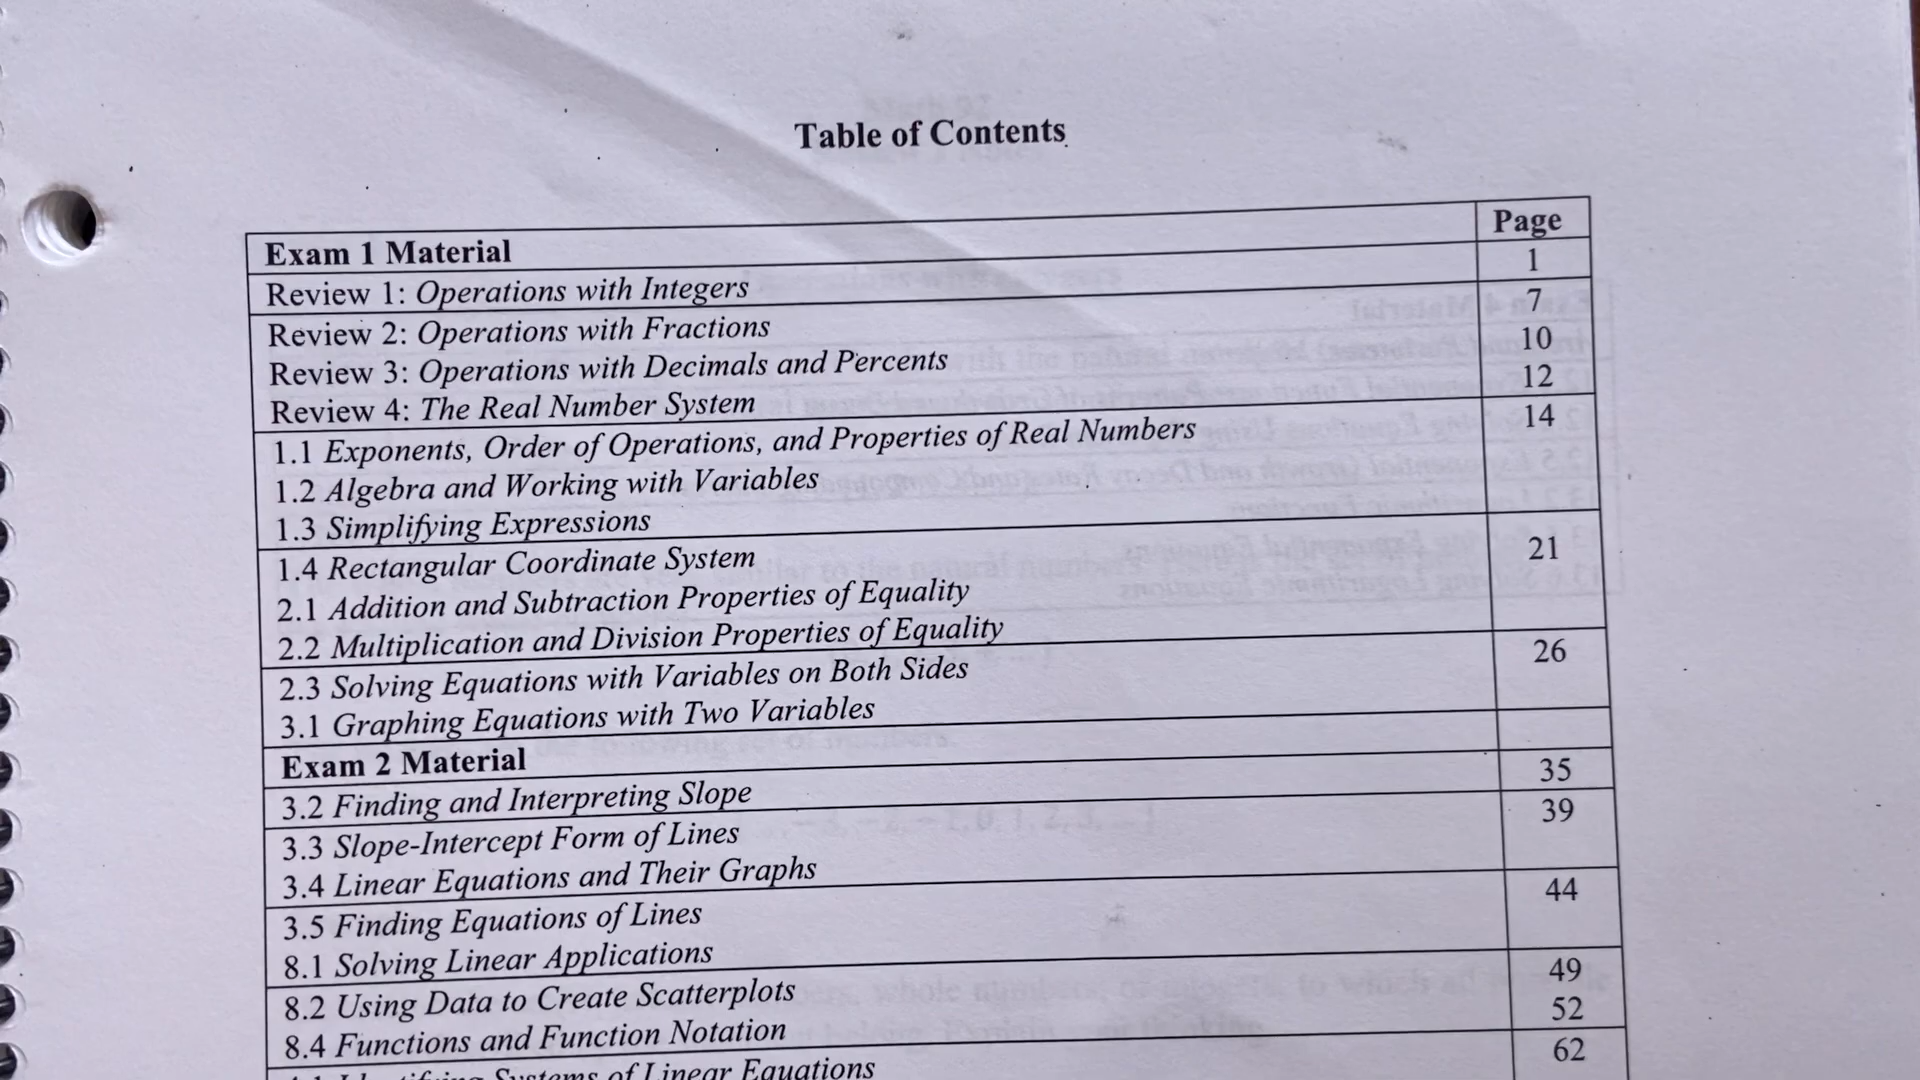 Table of Contents
Exam 1 Material Page
Review 1: Operations with Integers 1
Review 2: Operations with Fractions 7
Review 3: Operations with Decimals and Percents 10
Review 4: The Real Number System 12
1.1 Exponents, Order of Operations, and Properties of Real Numbers 14
1.2 Algebra and Working with Variables
1.3 Simplifying Expressions
1.4 Rectangular Coordinate System 21
2.1 Addition and Subtraction Properties of Equality
2.2 Multiplication and Division Properties of Equality
2.3 Solving Equations with Variables on Both Sides 26
3.1 Graphing Equations with Two Variables
Exam 2 Material
3.2 Finding and Interpreting Slope 35
3.3 Slope-Intercept Form of Lines 39
3.4 Linear Equations and Their Graphs
3.5 Finding Equations of Lines 44
8.1 Solving Linear Applications
8.2 Using Data to Create Scatterplots 49
8.4 Functions and Function Notation 52
Identifying Systems of Linear Equations 62